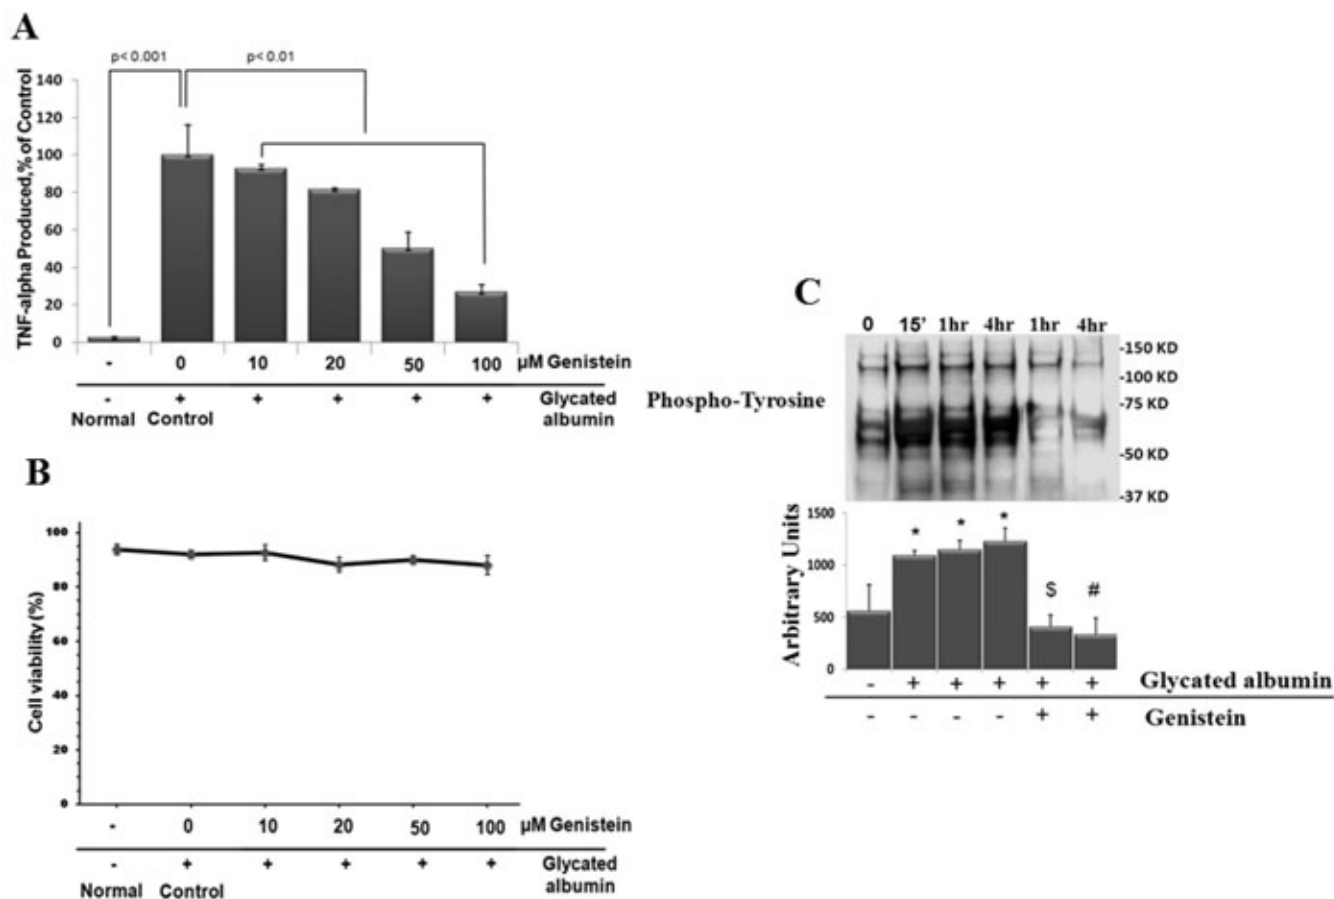 A
p< 0.001
p< 0.01
TNF-alpha Produced,% of Control
140
120
100
80
60
40
20
0
- 0 10 20 50 100 µM Genistein
- + + + + + Glycated
albumin
Normal Control
B
Cell viability (%)
100
80
60
40
20
0
- 0 10 20 50 100 µM Genistein
- + + + + + Glycated
albumin
Normal Control
C
0 15' 1hr 4hr 1hr 4hr
Phospho-Tyrosine
-150 KD
-100 KD
-75 KD
-50 KD
-37 KD
Arbitrary Units
1500
1000
500
0
* * * $ #
- + + + + + Glycated albumin
- - - - + + Genistein